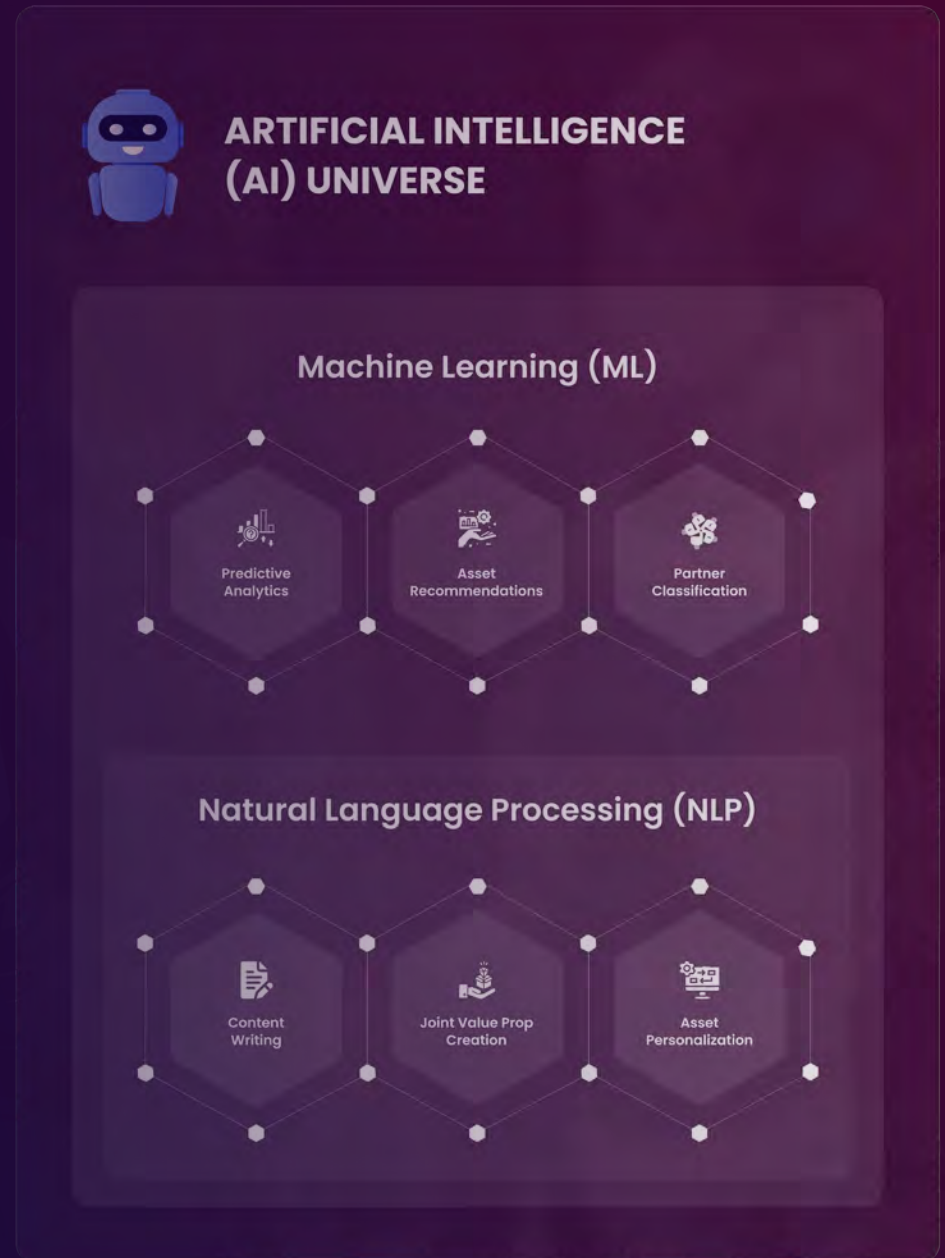 ARTIFICIAL INTELLIGENCE
(AI) UNIVERSE
Machine Learning (ML)
Predictive
Analytics
Asset
Recommendations
Partner
Classification
Natural Language Processing (NLP)
Content
Writing
Joint Value Prop
Creation
Asset
Personalization